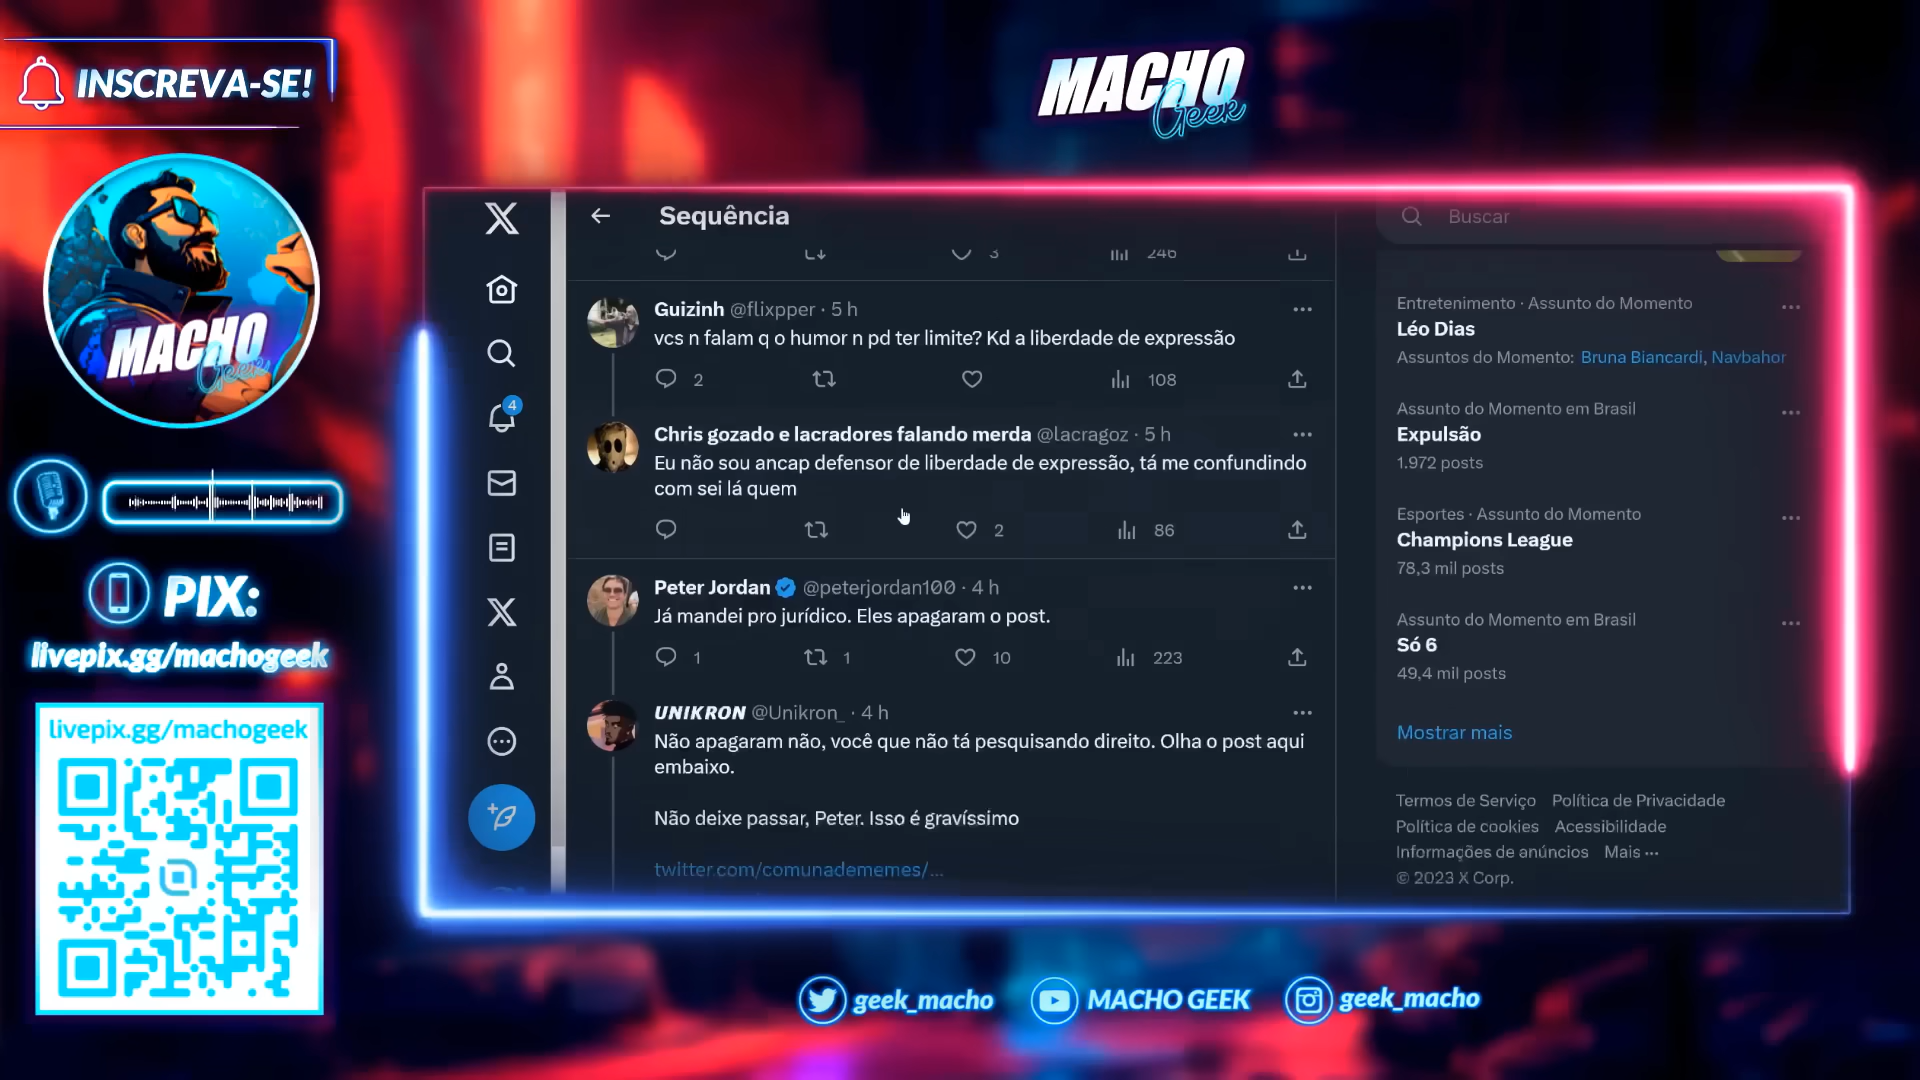 INSCREVA-SE!
MACHO
Geek
MACHO
Geek
PIX:
livepix.gg/machogeek
livepix.gg/machogeek
Sequência
3
246
Guizinh @flixpper · 5 h
vcs n falam q o humor n pd ter limite? Kd a liberdade de expressão
2
108
Chris gozado e lacradores falando merda @lacragoz · 5 h
Eu não sou ancap defensor de liberdade de expressão, tá me confundindo
com sei lá quem
2
86
Peter Jordan @peterjordan100 · 4 h
Já mandei pro jurídico. Eles apagaram o post.
1
1
10
223
UNIKRON @Unikron_ · 4 h
Não apagaram não, você que não tá pesquisando direito. Olha o post aqui
embaixo.
Não deixe passar, Peter. Isso é gravíssimo
twitter.com/comunadememes/...
4
Buscar
Entretenimento · Assunto do Momento
Léo Dias
Assuntos do Momento: Bruna Biancardi, Navbahor
Assunto do Momento em Brasil
Expulsão
1.972 posts
Esportes · Assunto do Momento
Champions League
78,3 mil posts
Assunto do Momento em Brasil
Só 6
49,4 mil posts
Mostrar mais
Termos de Serviço Política de Privacidade
Política de cookies Acessibilidade
Informações de anúncios Mais ···
© 2023 X Corp.
geek_macho
MACHO GEEK
geek_macho